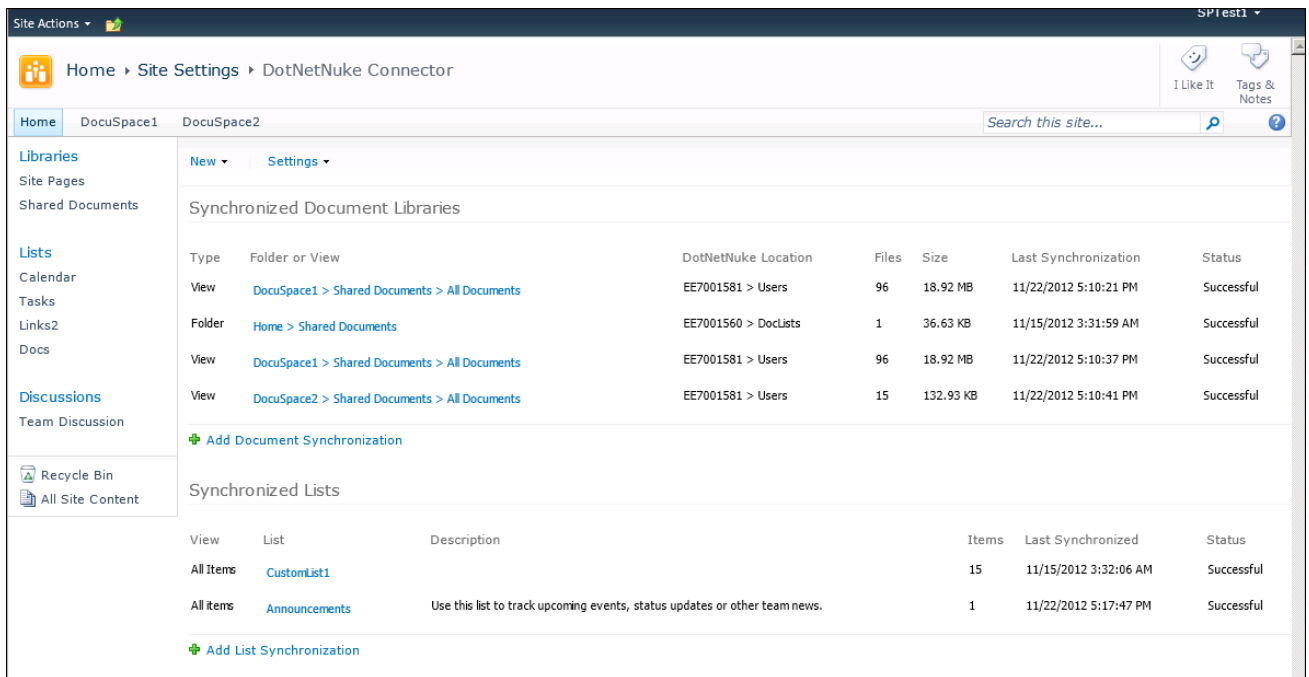 SPTest1
Site Actions
Home Site Settings DotNetNuke Connector
I Like It Tags & Notes
Home DocuSpace1 DocuSpace2 Search this site...
Libraries
Site Pages
Shared Documents
Lists
Calendar
Tasks
Links2
Docs
Discussions
Team Discussion
Recycle Bin
All Site Content
New Settings
Synchronized Document Libraries
Type Folder or View DotNetNuke Location Files Size Last Synchronization Status
View DocuSpace1 > Shared Documents > All Documents EE7001581 > Users 96 18.92 MB 11/22/2012 5:10:21 PM Successful
Folder Home > Shared Documents EE7001560 > DocLists 1 36.63 KB 11/15/2012 3:31:59 AM Successful
View DocuSpace1 > Shared Documents > All Documents EE7001581 > Users 96 18.92 MB 11/22/2012 5:10:37 PM Successful
View DocuSpace2 > Shared Documents > All Documents EE7001581 > Users 15 132.93 KB 11/22/2012 5:10:41 PM Successful
Add Document Synchronization
Synchronized Lists
View List Description Items Last Synchronized Status
All Items CustomList1 15 11/15/2012 3:32:06 AM Successful
All items Announcements Use this list to track upcoming events, status updates or other team news. 1 11/22/2012 5:17:47 PM Successful
Add List Synchronization